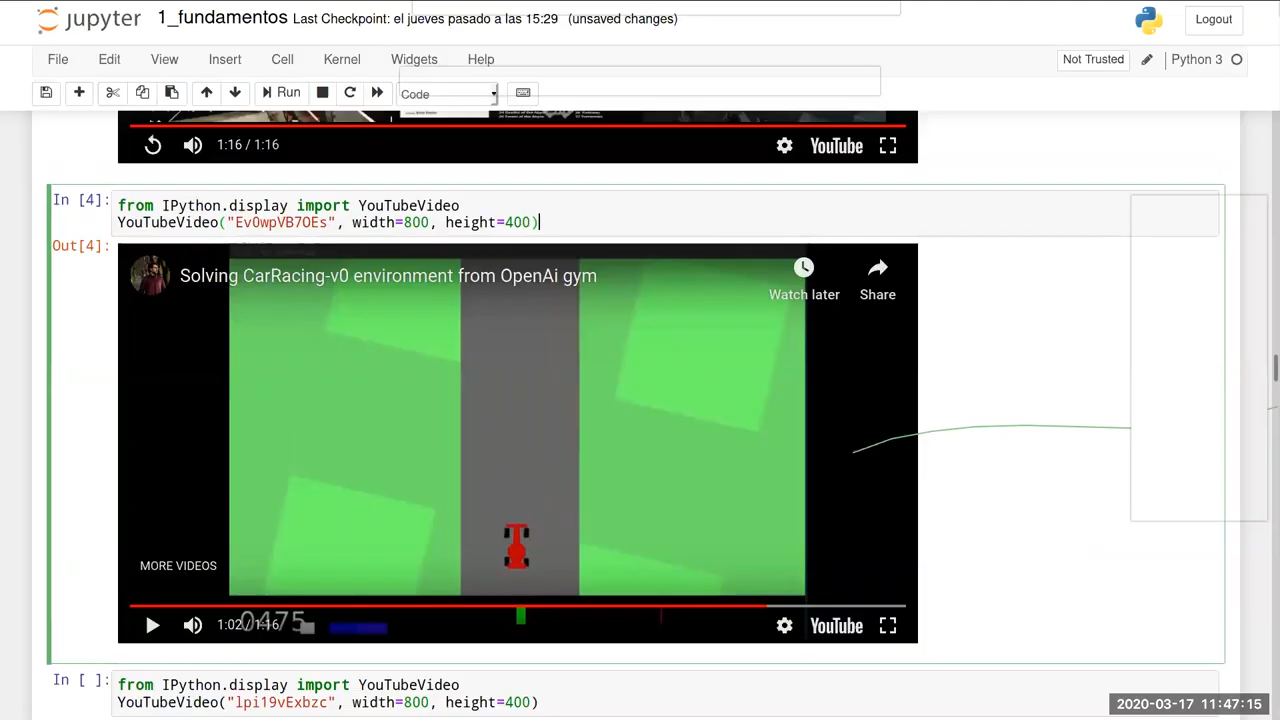 jupyter 1_fundamentos Last Checkpoint: el jueves pasado a las 15:29 (unsaved changes) Logout
File Edit View Insert Cell Kernel Widgets Help Not Trusted Python 3
Run Code
1:16 / 1:16 YouTube
In [4]: from IPython.display import YouTubeVideo
YouTubeVideo("EvOwpVB7OEs", width=800, height=400)
Out[4]:
Solving CarRacing-v0 environment from OpenAi gym
Watch later Share
MORE VIDEOS
0475
1:02 / 1:16 YouTube
In [ ]: from IPython.display import YouTubeVideo
YouTubeVideo("lpi19vExbzc", width=800, height=400)
2020-03-17 11:47:15